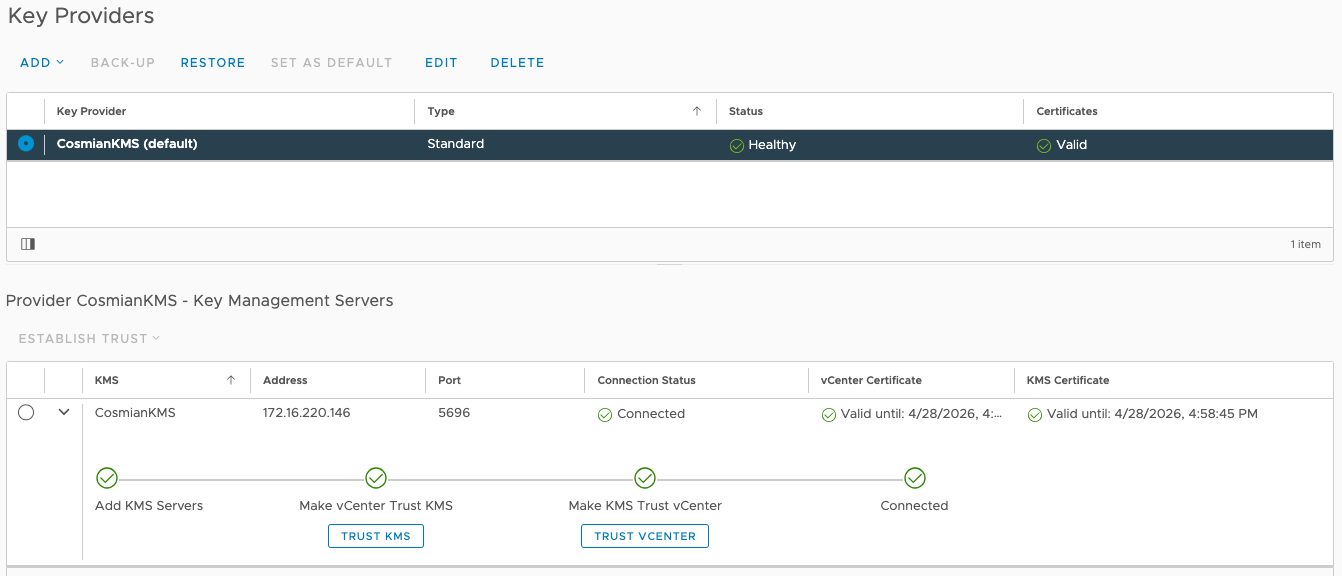 Key Providers
ADD BACK-UP RESTORE SET AS DEFAULT EDIT DELETE
Key Provider Type Status Certificates
CosmianKMS (default) Standard Healthy Valid
1 item
Provider CosmianKMS - Key Management Servers
ESTABLISH TRUST
KMS Address Port Connection Status vCenter Certificate KMS Certificate
CosmianKMS 172.16.220.146 5696 Connected Valid until: 4/28/2026, 4:... Valid until: 4/28/2026, 4:58:45 PM
Add KMS Servers Make vCenter Trust KMS Make KMS Trust vCenter Connected
TRUST KMS TRUST VCENTER